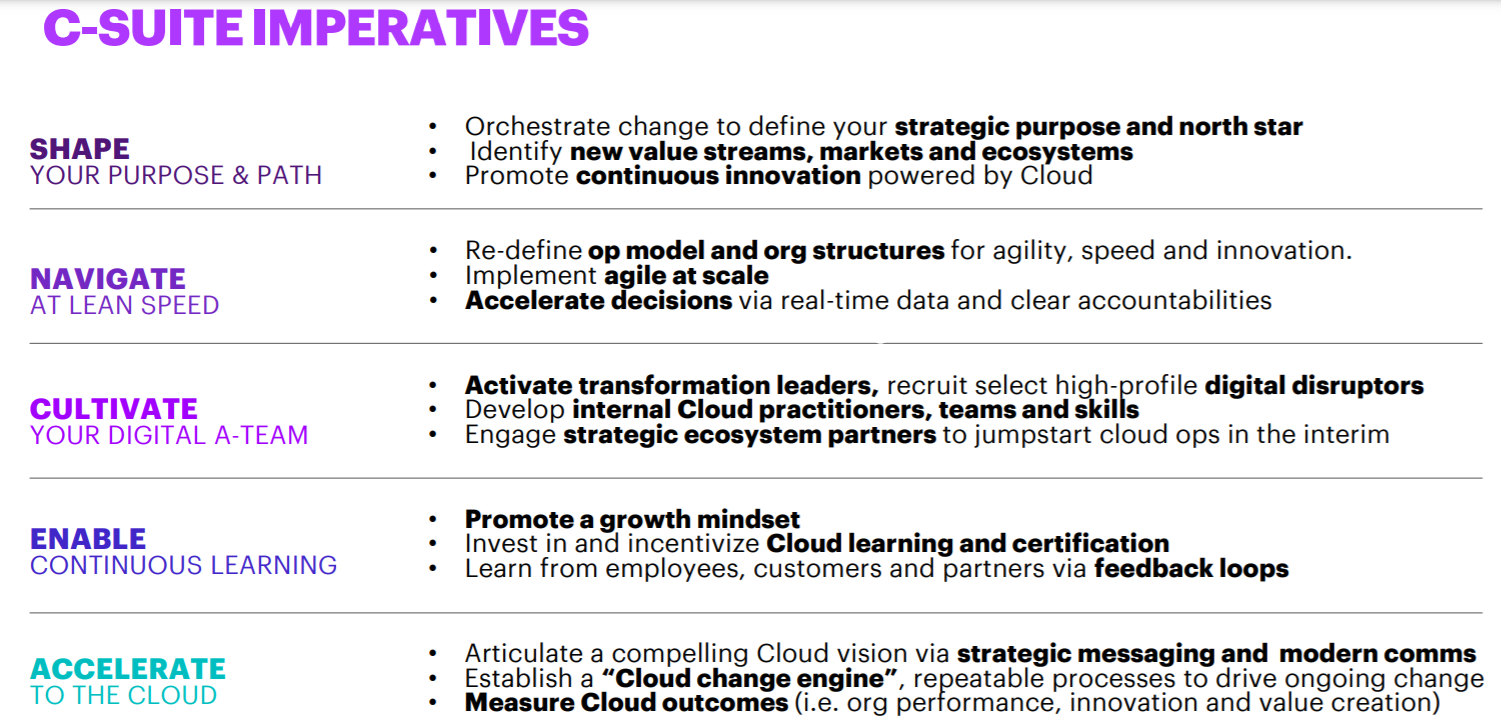 C-SUITE IMPERATIVES
SHAPE
YOUR PURPOSE & PATH
• Orchestrate change to define your strategic purpose and north star
• Identify new value streams, markets and ecosystems
• Promote continuous innovation powered by Cloud
NAVIGATE
AT LEAN SPEED
• Re-define op model and org structures for agility, speed and innovation.
• Implement agile at scale
• Accelerate decisions via real-time data and clear accountabilities
CULTIVATE
YOUR DIGITAL A-TEAM
• Activate transformation leaders, recruit select high-profile digital disruptors
• Develop internal Cloud practitioners, teams and skills
• Engage strategic ecosystem partners to jumpstart cloud ops in the interim
ENABLE
CONTINUOUS LEARNING
• Promote a growth mindset
• Invest in and incentivize Cloud learning and certification
• Learn from employees, customers and partners via feedback loops
ACCELERATE
TO THE CLOUD
• Articulate a compelling Cloud vision via strategic messaging and modern comms
• Establish a “Cloud change engine”, repeatable processes to drive ongoing change
• Measure Cloud outcomes (i.e. org performance, innovation and value creation)